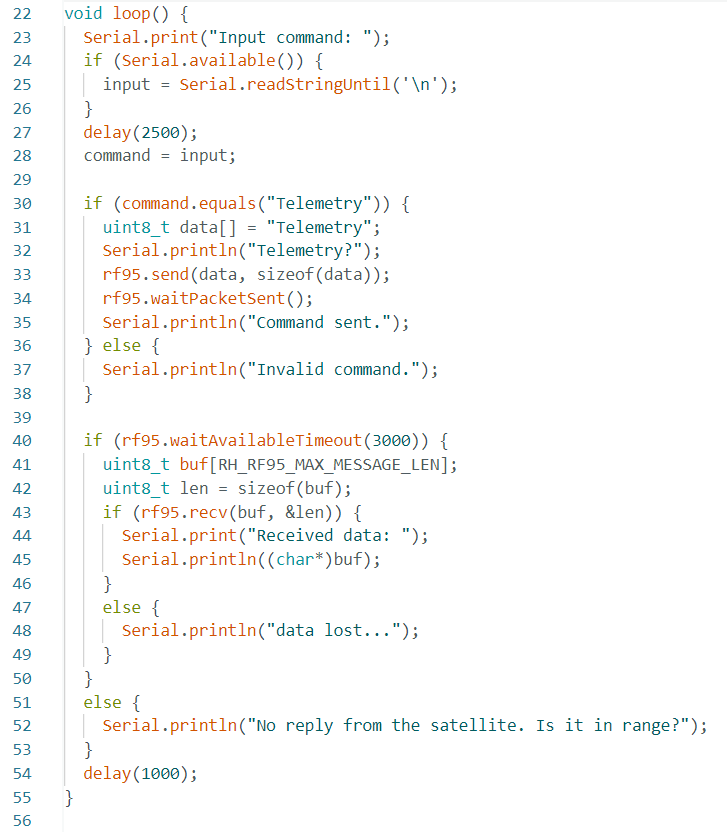 22 void loop() {
23   Serial.print("Input command: ");
24   if (Serial.available()) {
25     input = Serial.readStringUntil('\n');
26   }
27   delay(2500);
28   command = input;
29
30   if (command.equals("Telemetry")) {
31     uint8_t data[] = "Telemetry";
32     Serial.println("Telemetry?");
33     rf95.send(data, sizeof(data));
34     rf95.waitPacketSent();
35     Serial.println("Command sent.");
36   } else {
37     Serial.println("Invalid command.");
38   }
39
40   if (rf95.waitAvailableTimeout(3000)) {
41     uint8_t buf[RH_RF95_MAX_MESSAGE_LEN];
42     uint8_t len = sizeof(buf);
43     if (rf95.recv(buf, &len)) {
44       Serial.print("Received data: ");
45       Serial.println((char*)buf);
46     }
47     else {
48       Serial.println("data lost...");
49     }
50   }
51   else {
52     Serial.println("No reply from the satellite. Is it in range?");
53   }
54   delay(1000);
55 }
56